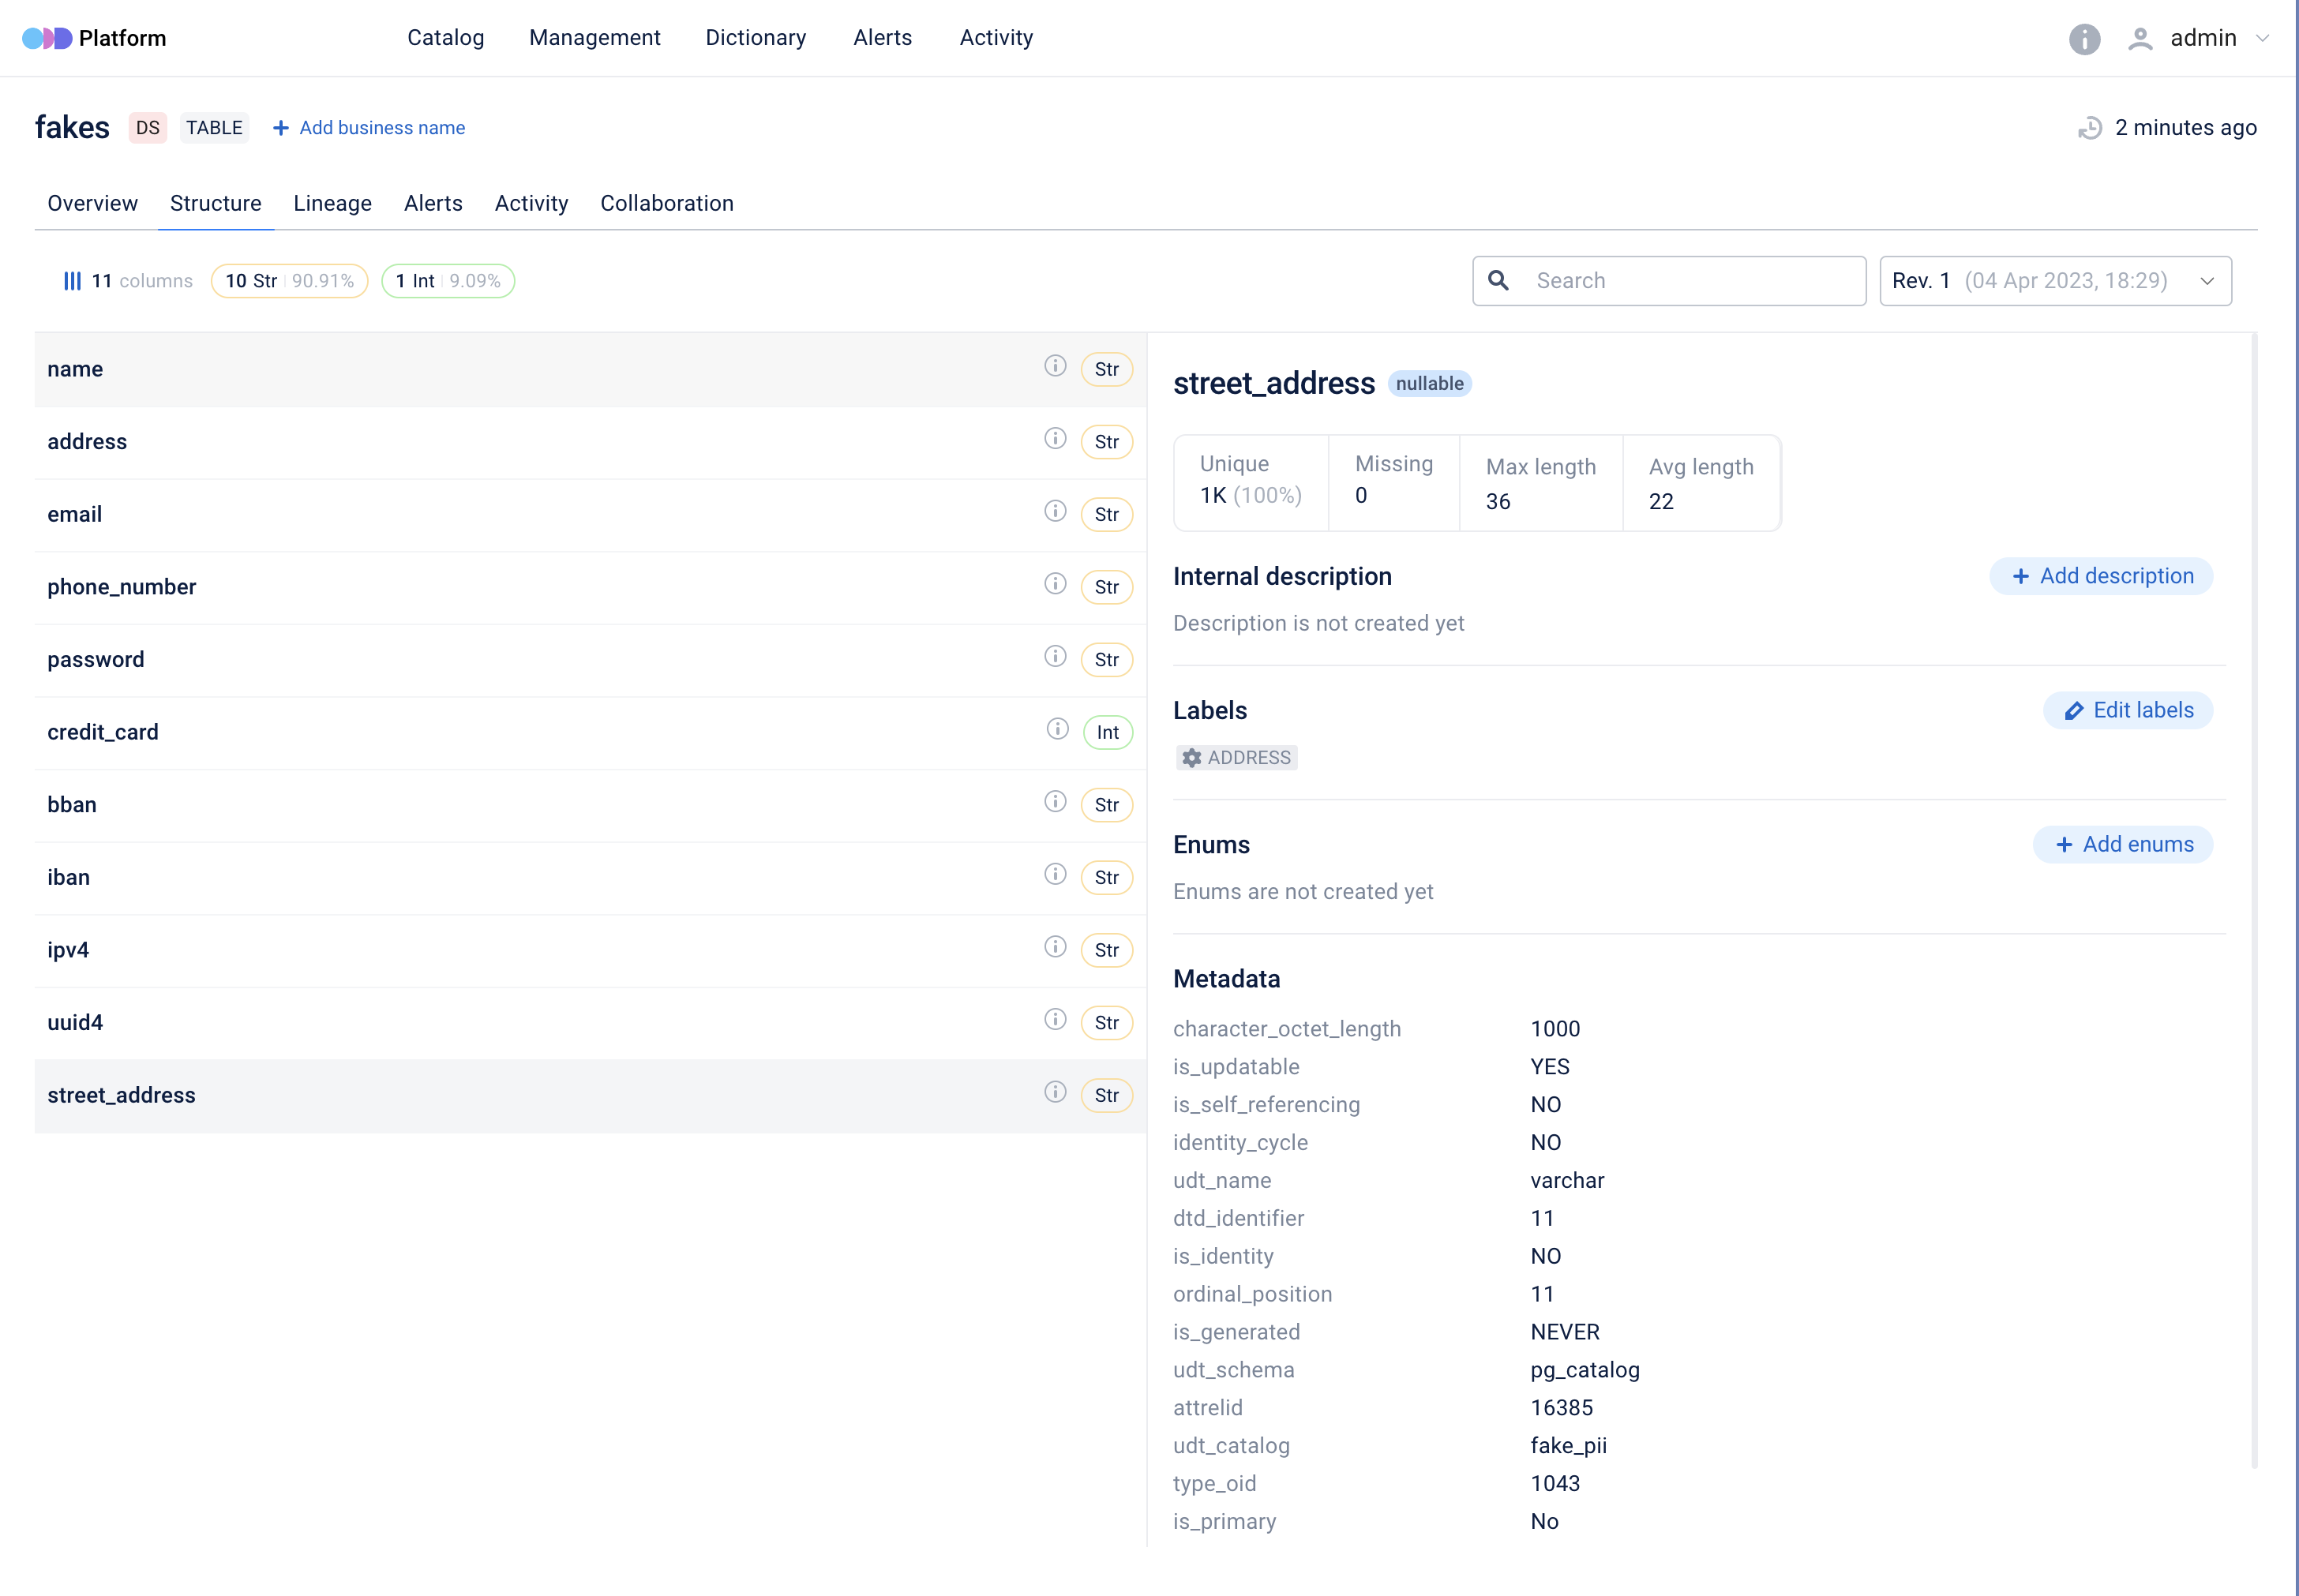 Platform Catalog Management Dictionary Alerts Activity admin
fakes DS TABLE + Add business name 2 minutes ago
Overview Structure Lineage Alerts Activity Collaboration
11 columns 10 Str 90.91% 1 Int 9.09% Search Rev. 1 (04 Apr 2023, 18:29)
name Str
address Str
email Str
phone_number Str
password Str
credit_card Int
bban Str
iban Str
ipv4 Str
uuid4 Str
street_address Str
street_address nullable
Unique Missing Max length Avg length
1K (100%) 0 36 22
Internal description + Add description
Description is not created yet
Labels Edit labels
ADDRESS
Enums + Add enums
Enums are not created yet
Metadata
character_octet_length 1000
is_updatable YES
is_self_referencing NO
identity_cycle NO
udt_name varchar
dtd_identifier 11
is_identity NO
ordinal_position 11
is_generated NEVER
udt_schema pg_catalog
attrelid 16385
udt_catalog fake_pii
type_oid 1043
is_primary No